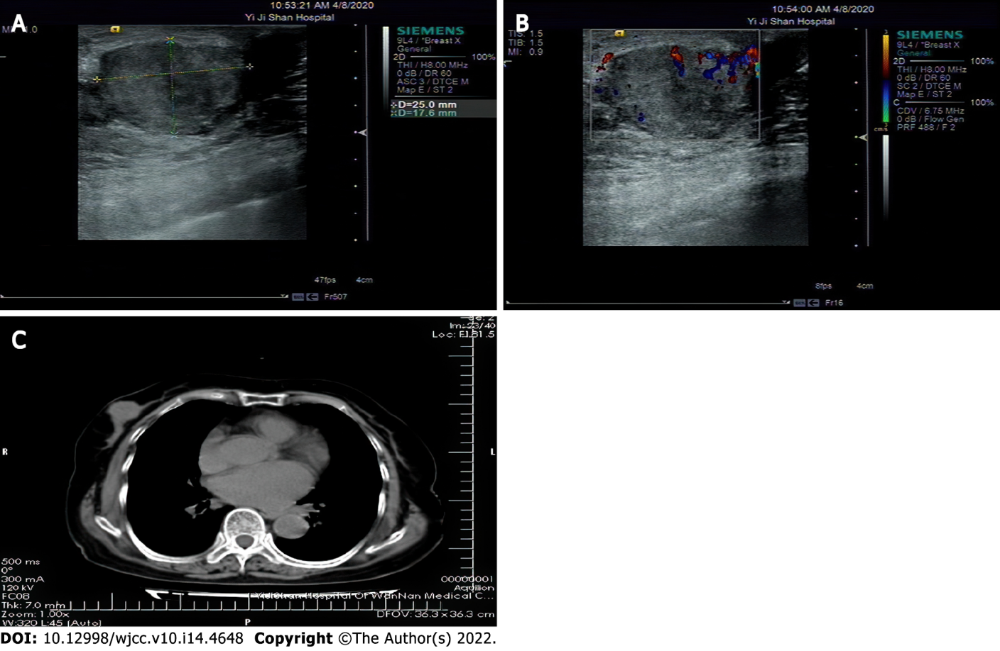 A
10:53:21 AM 4/8/2020
Yi Ji Shan Hospital
1.0
SIEMENS
9L4 / *Breast X
General
2D 100%
THI / H8.00 MHz
0 dB / DR 60
ASC 3 / DTCE M
Map E / ST 2
D=25.0 mm
D=17.6 mm
47fps 4cm
Fr507
B
10:54:00 AM 4/8/2020
Yi Ji Shan Hospital
TIS: 1.5
TIB: 1.5
MI: 0.9
SIEMENS
9L4 / *Breast X
General
2D 100%
THI / H8.00 MHz
0 dB / DR 60
SC 2 / DTCE M
Map E / ST 2
C 100%
CDV / 6.75 MHz
0 dB / Flow Gen
PRF 488 / F 2
cm/s
8fps 4cm
Fr16
C
Im: 23/40
R
L
500 ms
0°
300 mA
120 kV
FC08
Thk: 7.0 mm
Zoom: 1.00x
W:320 L:45 (Auto)
00000001
Aquilion
YiJiShan Hospital OF WanNan Medical C...
DFOV: 36.3 x 36.3 cm
P
DOI: 10.12998/wjcc.v10.i14.4648 Copyright ©The Author(s) 2022.